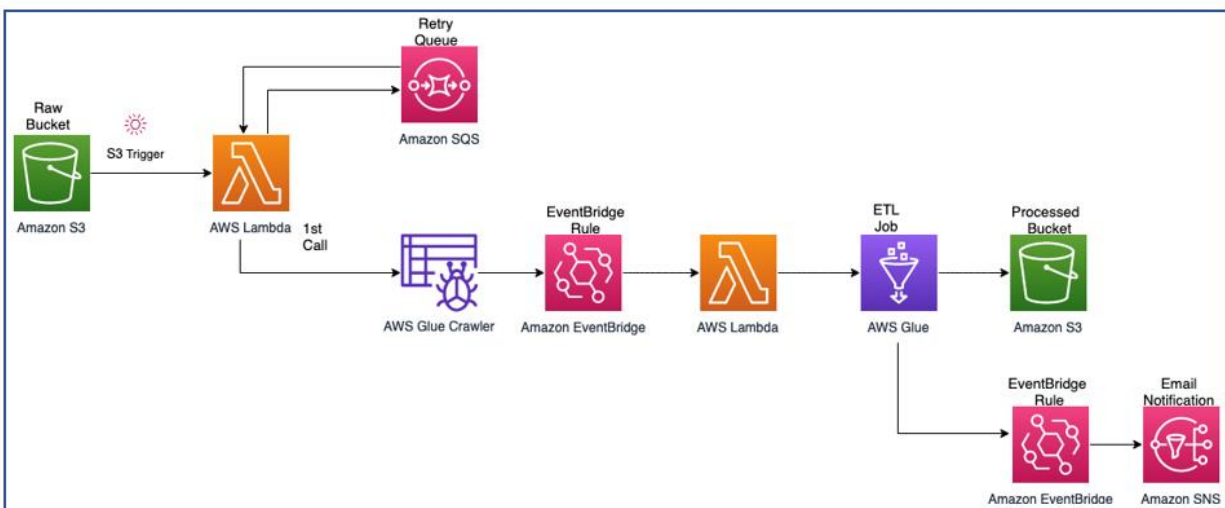 Retry
Queue
Amazon SQS
Raw
Bucket
S3 Trigger
Amazon S3
AWS Lambda
1st
Call
AWS Glue Crawler
EventBridge
Rule
Amazon EventBridge
AWS Lambda
ETL
Job
AWS Glue
Processed
Bucket
Amazon S3
EventBridge
Rule
Amazon EventBridge
Email
Notification
Amazon SNS